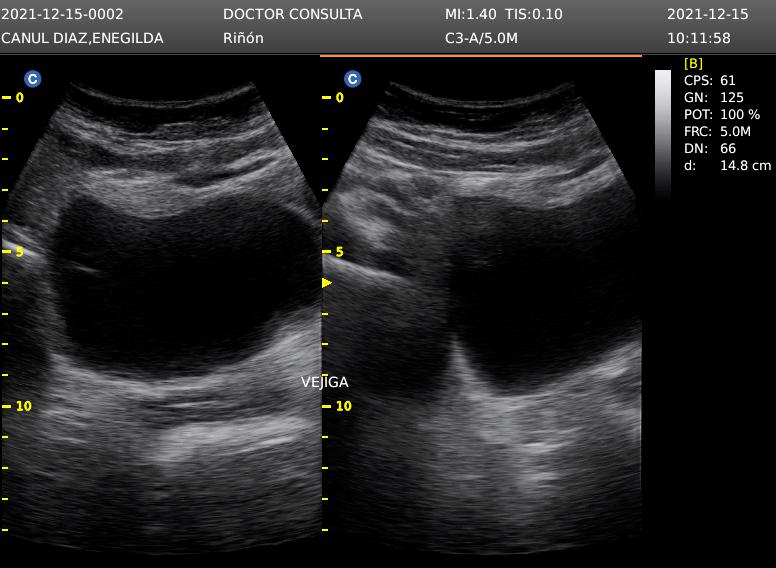 2021-12-15-0002 DOCTOR CONSULTA MI:1.40 TIS:0.10 2021-12-15
CANUL DIAZ,ENEGILDA Riñón C3-A/5.0M 10:11:58
[B]
CPS: 61
GN: 125
POT: 100 %
FRC: 5.0M
DN: 66
d: 14.8 cm
C
C
0
0
5
5
VEJIGA
10
10